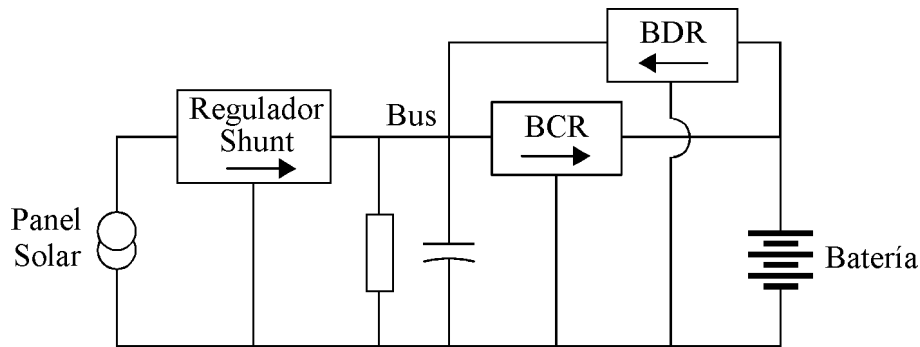 BDR
Regulador
Shunt
Bus
BCR
Panel
Solar
Batería